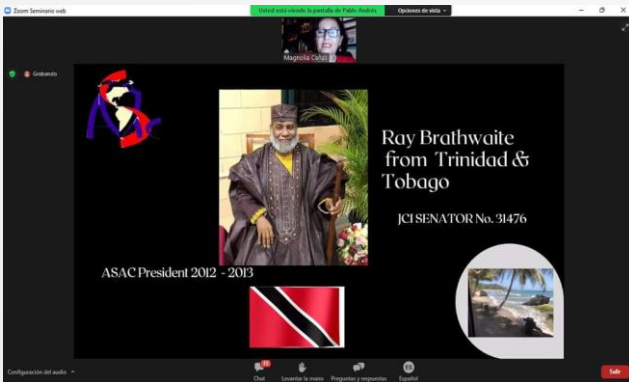 Zoom Seminario web
Usted está viendo la pantalla de Pablo Andrés
Opciones de vista
Magnolia Cañas
Grabando
Ray Brathwaite
from Trinidad &
Tobago
JCI SENATOR No. 31476
ASAC President 2012 - 2013
Configuración del audio
Chat
Levantar la mano
Preguntas y respuestas
Español
Salir